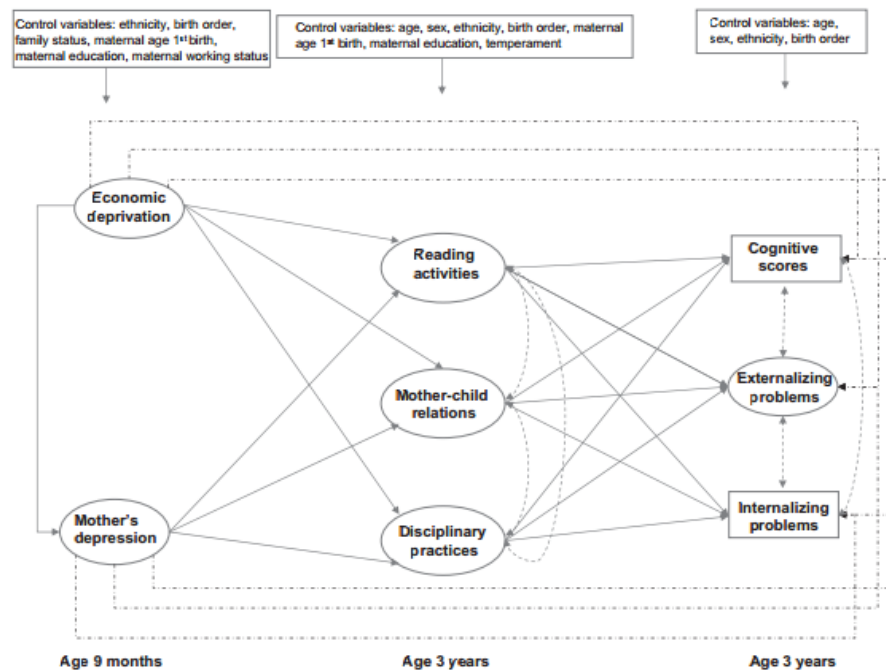 Control variables: ethnicity, birth order,
family status, maternal age 1st birth,
maternal education, maternal working status
Control variables: age, sex, ethnicity, birth order, maternal
age 1st birth, maternal education, temperament
Control variables: age,
sex, ethnicity, birth order
Economic
deprivation
Reading
activities
Cognitive
scores
Mother-child
relations
Externalizing
problems
Mother's
depression
Disciplinary
practices
Internalizing
problems
Age 9 months
Age 3 years
Age 3 years